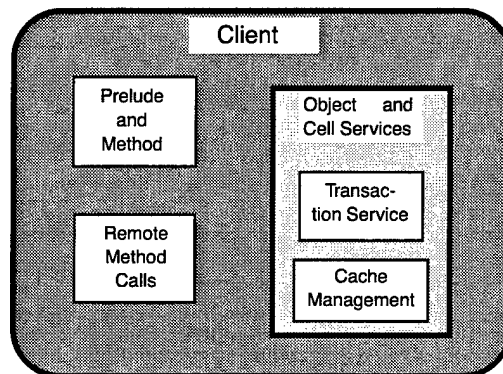 Client
Prelude
and
Method
Remote
Method
Calls
Object and
Cell Services
Transac-
tion Service
Cache
Management